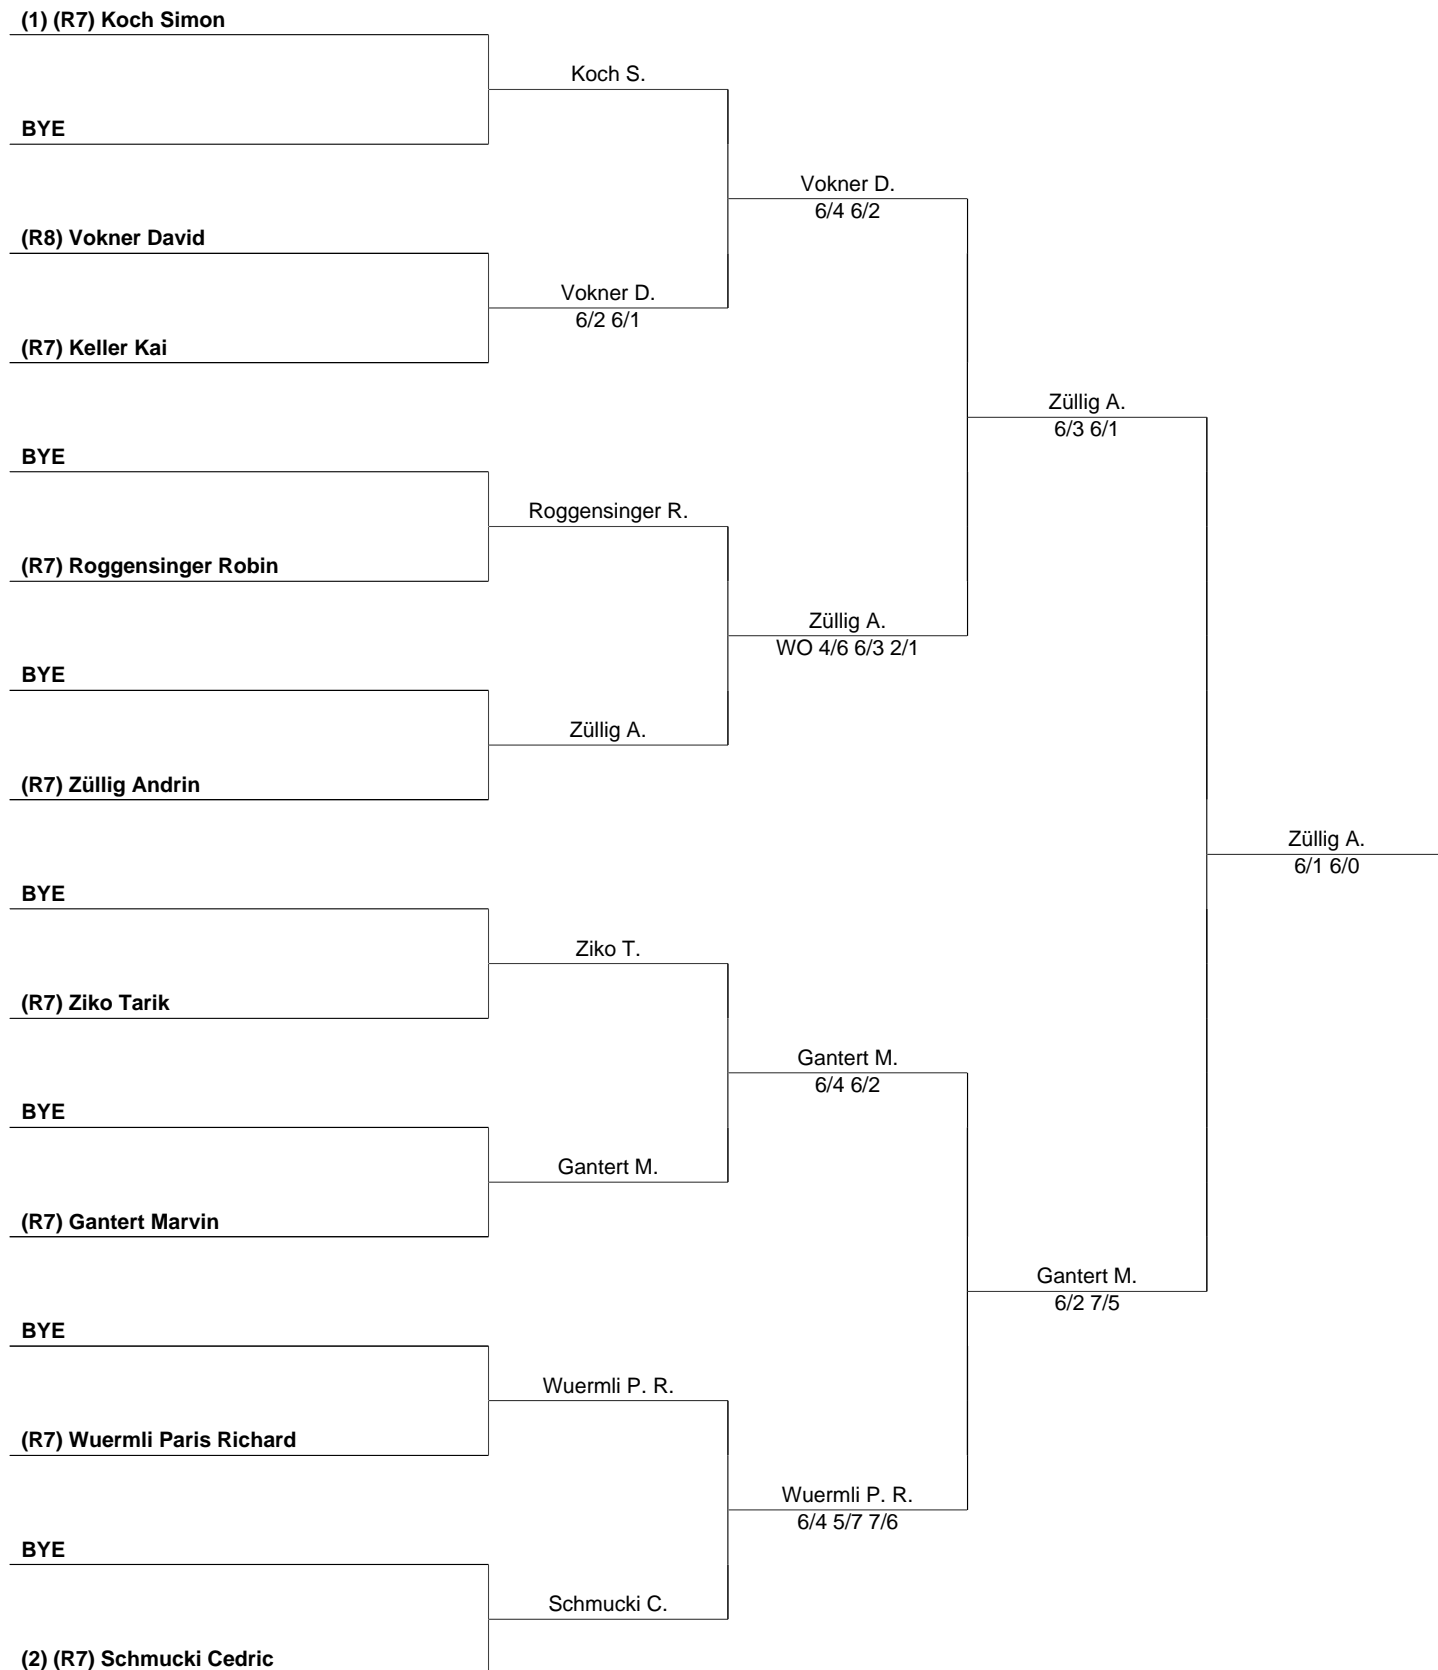 (1) (R7) Koch Simon
Koch S.
BYE
Vokner D.
6/4 6/2
(R8) Vokner David
Vokner D.
6/2 6/1
(R7) Keller Kai
Züllig A.
6/3 6/1
BYE
Roggensinger R.
(R7) Roggensinger Robin
Züllig A.
WO 4/6 6/3 2/1
BYE
Züllig A.
(R7) Züllig Andrin
Züllig A.
6/1 6/0
BYE
Ziko T.
(R7) Ziko Tarik
Gantert M.
6/4 6/2
BYE
Gantert M.
(R7) Gantert Marvin
Gantert M.
6/2 7/5
BYE
Wuermli P. R.
(R7) Wuermli Paris Richard
Wuermli P. R.
6/4 5/7 7/6
BYE
Schmucki C.
(2) (R7) Schmucki Cedric